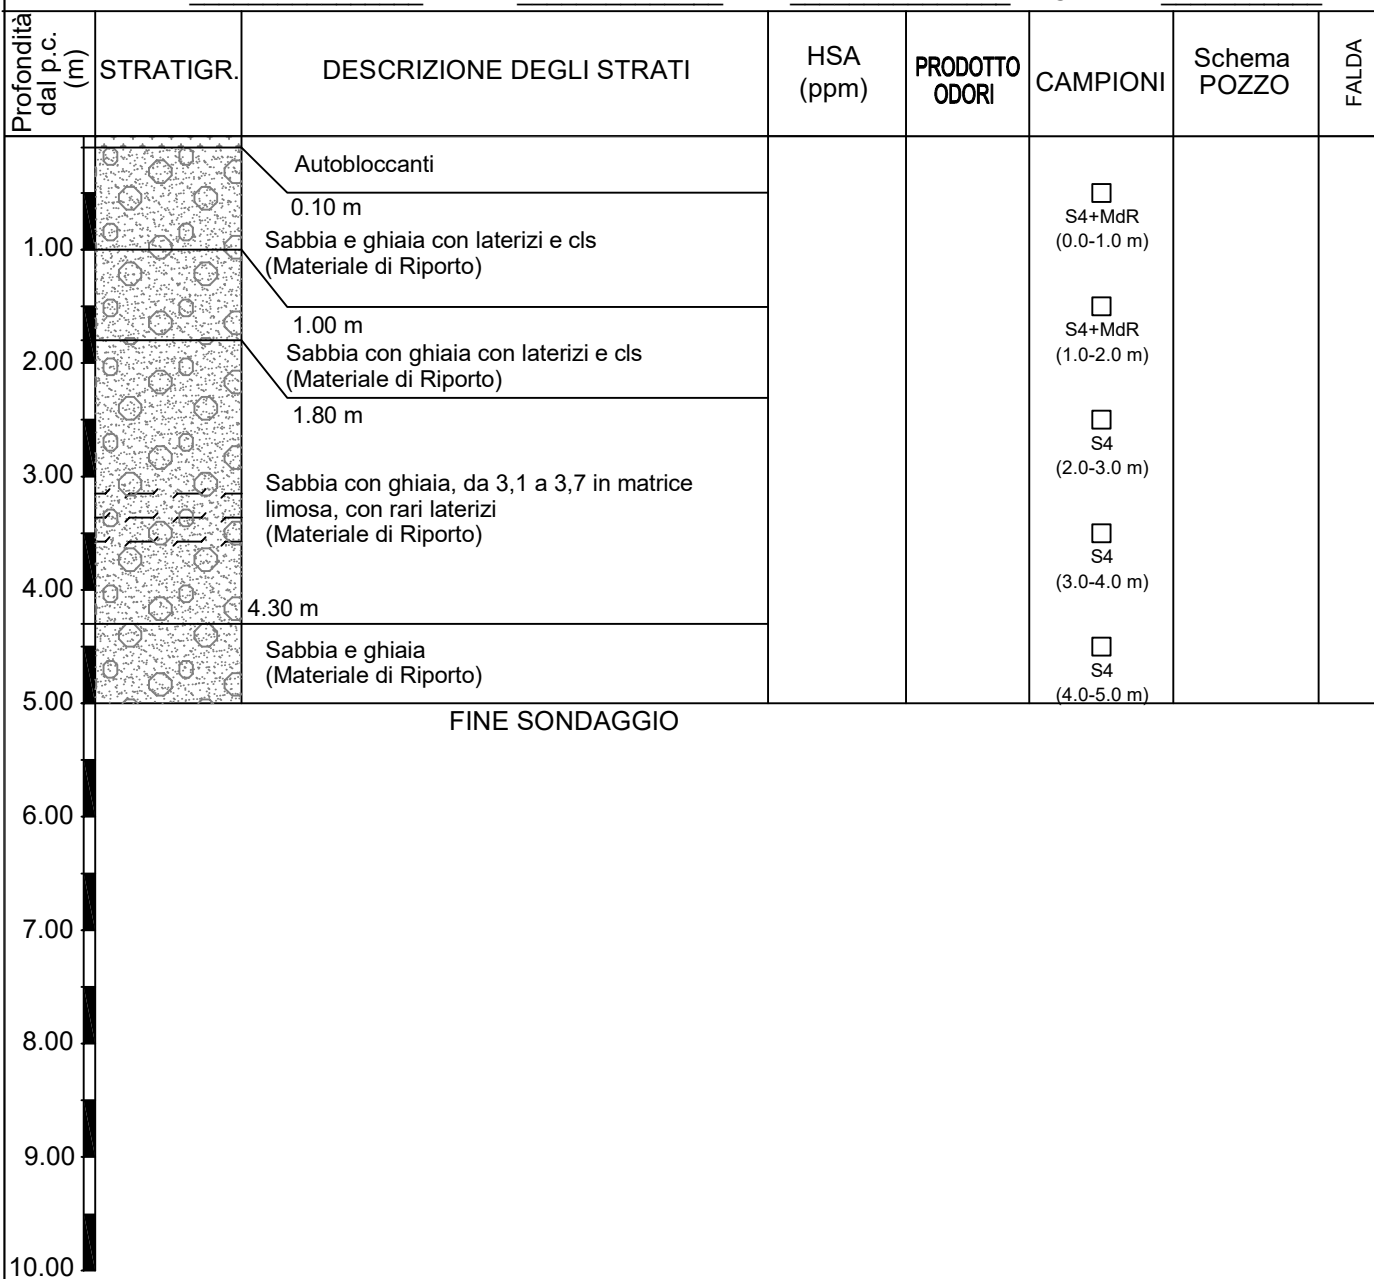 Profondità
dal p.c.
(m)
STRATIGR.
DESCRIZIONE DEGLI STRATI
HSA
(ppm)
PRODOTTO
ODORI
CAMPIONI
Schema
POZZO
FALDA
Autobloccanti
0.10 m
S4+MdR
(0.0-1.0 m)
1.00
Sabbia e ghiaia con laterizi e cls
(Materiale di Riporto)
1.00 m
S4+MdR
(1.0-2.0 m)
2.00
Sabbia con ghiaia con laterizi e cls
(Materiale di Riporto)
1.80 m
S4
(2.0-3.0 m)
3.00
Sabbia con ghiaia, da 3,1 a 3,7 in matrice
limosa, con rari laterizi
(Materiale di Riporto)
S4
(3.0-4.0 m)
4.00
4.30 m
Sabbia e ghiaia
(Materiale di Riporto)
S4
(4.0-5.0 m)
5.00
FINE SONDAGGIO
6.00
7.00
8.00
9.00
10.00